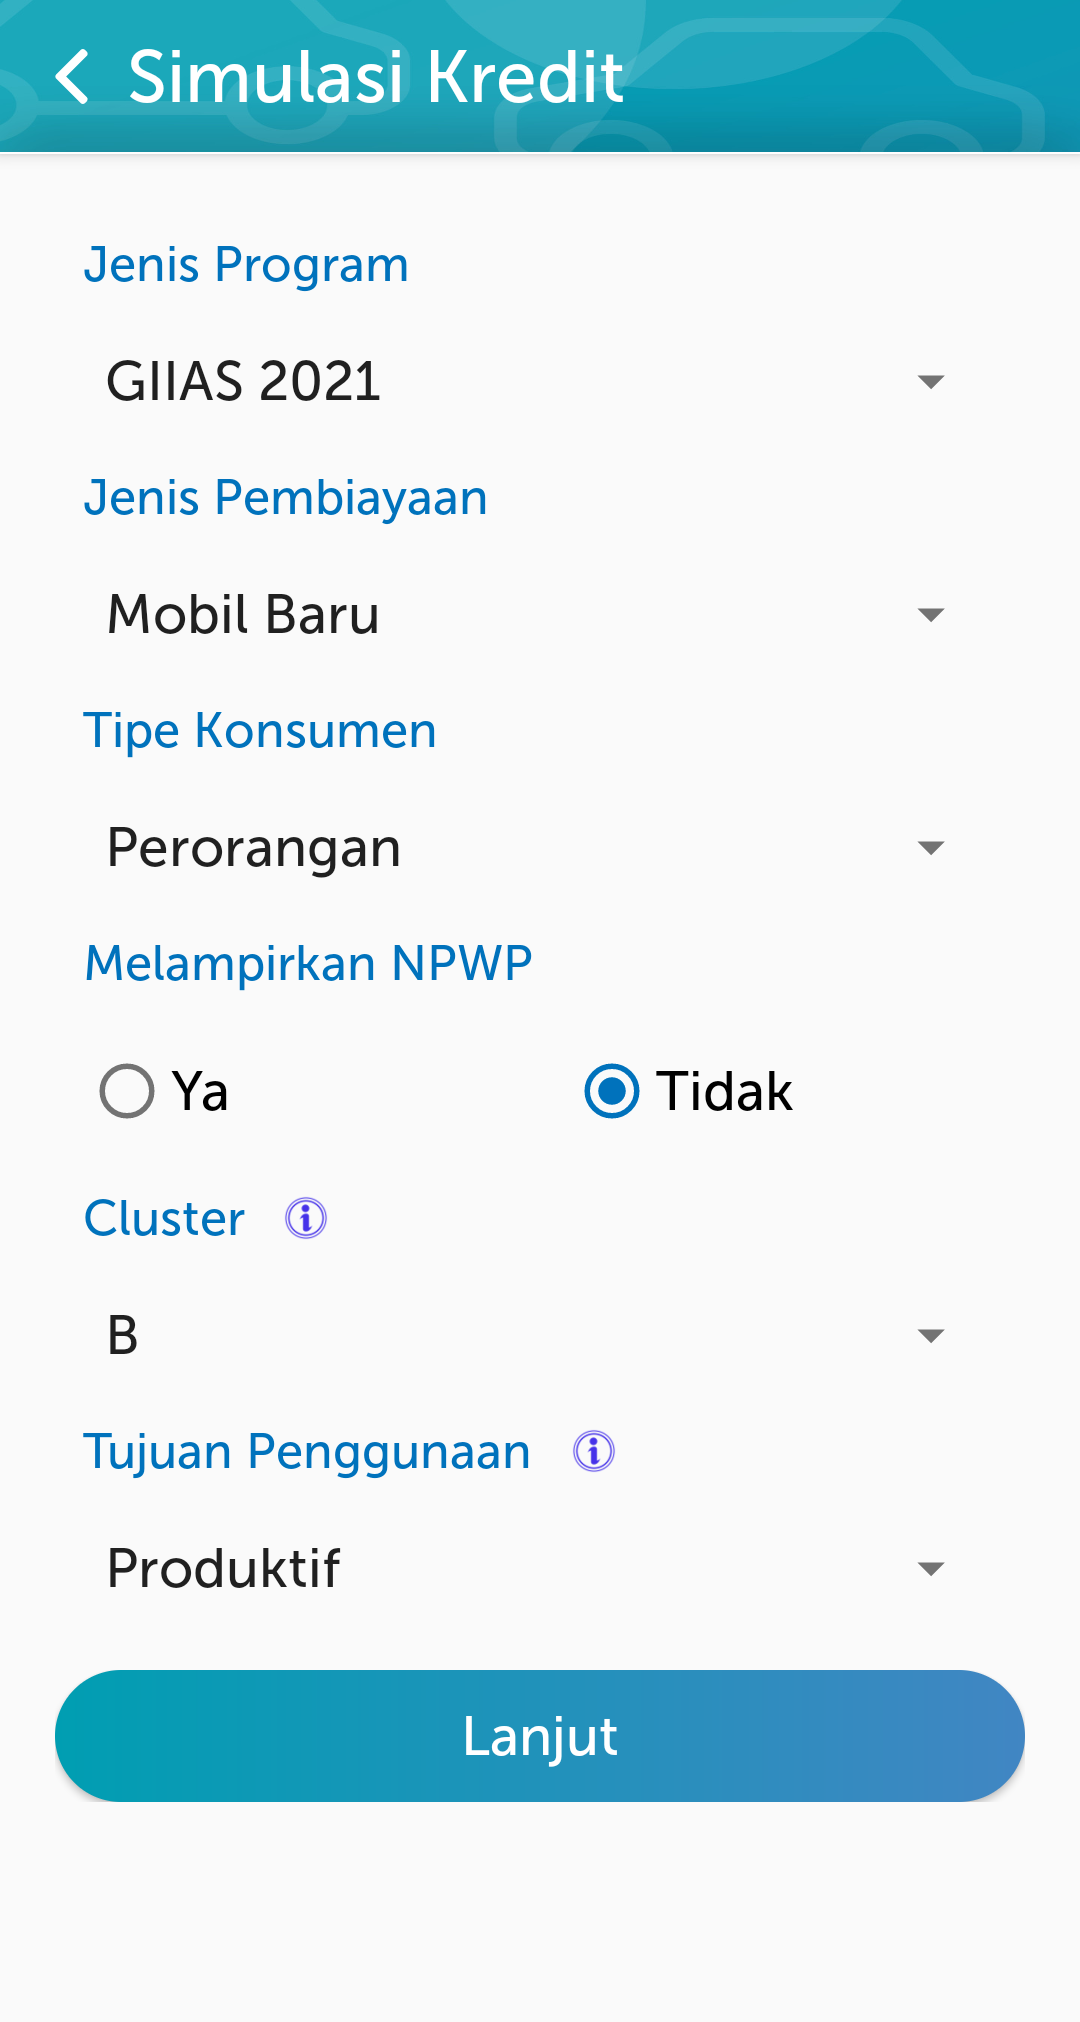 Simulasi Kredit
Jenis Program
GIIAS 2021
Jenis Pembiayaan
Mobil Baru
Tipe Konsumen
Perorangan
Melampirkan NPWP
Ya Tidak
Cluster
B
Tujuan Penggunaan
Produktif
Lanjut